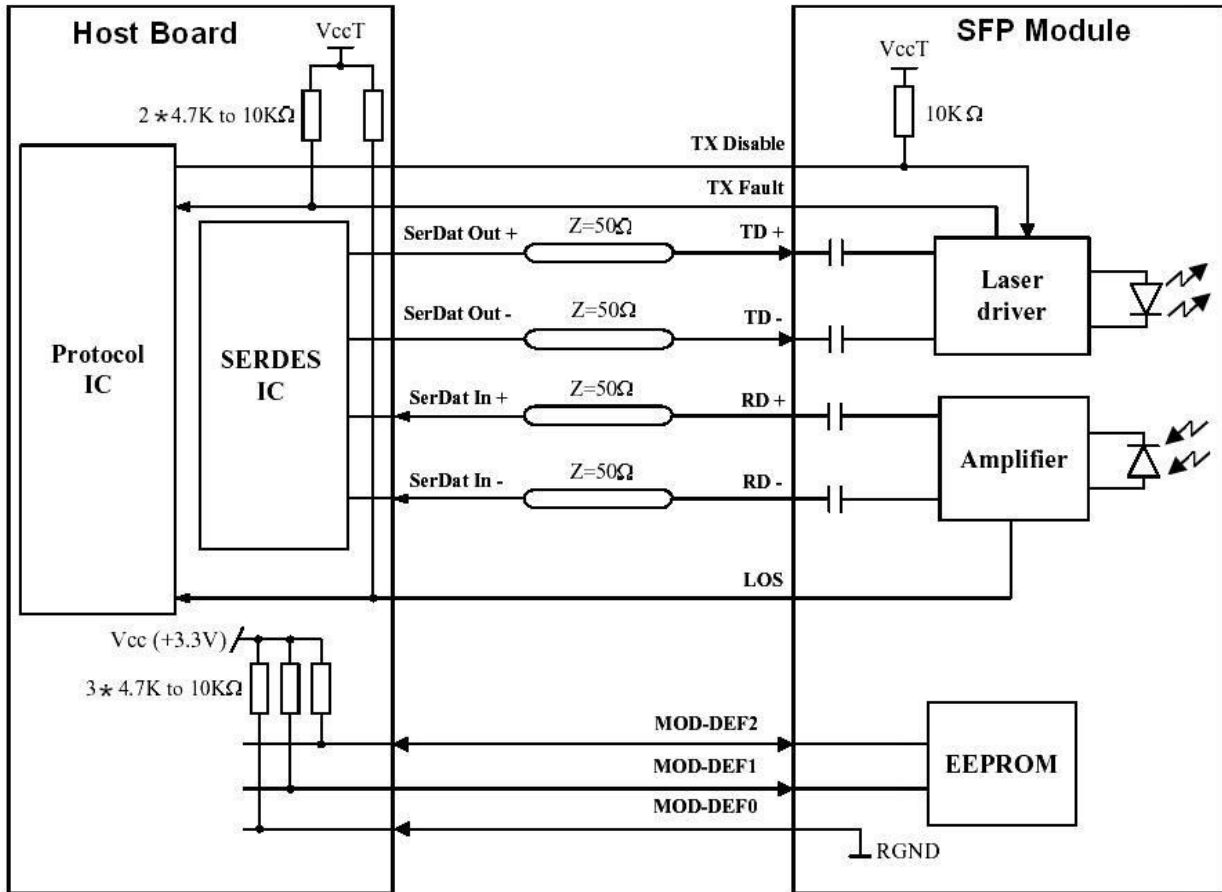 Host Board
VccT
2*4.7K to 10KΩ
SFP Module
VccT
10KΩ
TX Disable
TX Fault
SerDat Out +
Z=50Ω
TD +
SerDat Out -
Z=50Ω
TD -
SerDat In +
Z=50Ω
RD +
SerDat In -
Z=50Ω
RD -
Protocol
IC
SERDES
IC
Laser
driver
Amplifier
LOS
Vcc (+3.3V)
3*4.7K to 10KΩ
MOD-DEF2
MOD-DEF1
MOD-DEF0
EEPROM
RGND